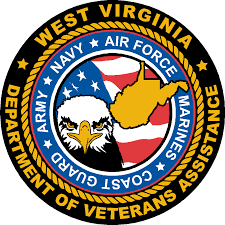 WEST VIRGINIA
DEPARTMENT OF VETERANS ASSISTANCE
COAST GUARD ★ ARMY ★ NAVY ★ AIR FORCE ★ MARINES ★